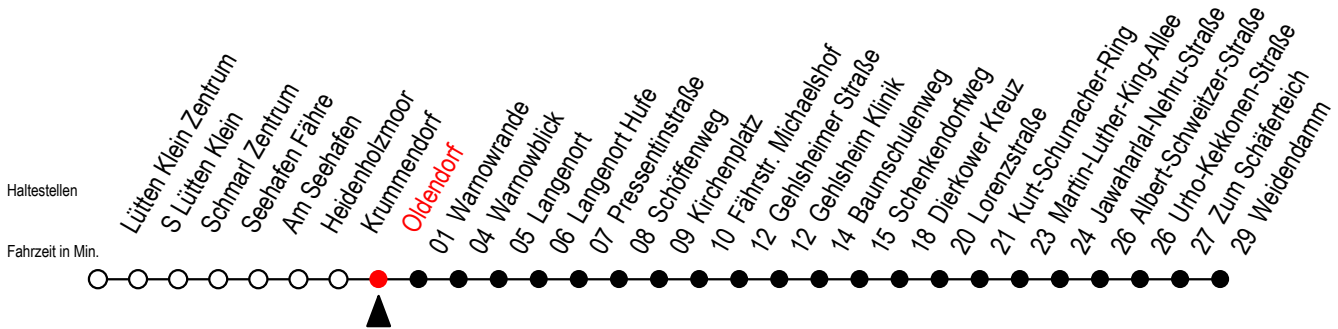 Haltestellen
Fahrzeit in Min.
Lütten Klein Zentrum
S Lütten Klein
Schmarl Zentrum
Seehafen Fähre
Am Seehafen
Heidenholzmoor
Krummendorf
Oldendorf
01 Warnowrande
04 Warnowblick
05 Langenort
06 Langenort Hufe
07 Pressentinstraße
08 Schöffenweg
09 Kirchenplatz
10 Fährstr. Michaelshof
12 Gehlsheimer Straße
12 Gehlsheim Klinik
14 Baumschulenweg
15 Schenkendorfweg
18 Dierkower Kreuz
20 Lorenzstraße
21 Kurt-Schumacher-Ring
23 Martin-Luther-King-Allee
24 Jawaharlal-Nehru-Straße
26 Albert-Schweitzer-Straße
26 Urho-Kekkonen-Straße
27 Zum Schäferteich
29 Weidendamm